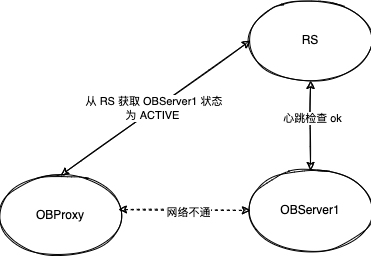 RS
从 RS 获取 OBServer1 状态
为 ACTIVE
心跳检查 ok
OBProxy
网络不通
OBServer1